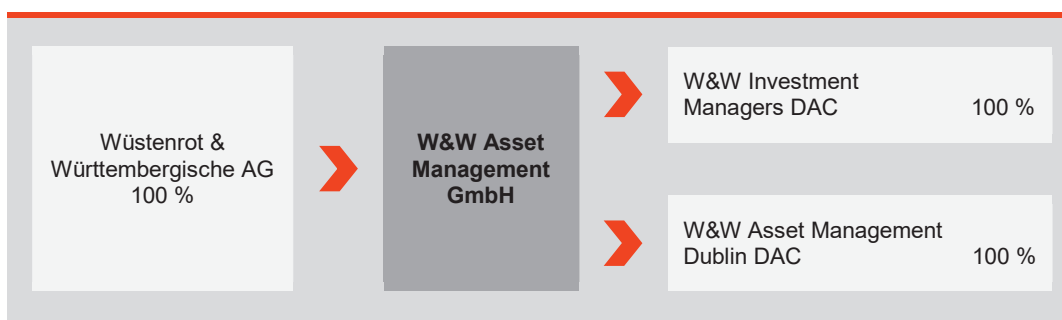 Wüstenrot &
Württembergische AG
100 %
W&W Asset
Management
GmbH
W&W Investment
Managers DAC 100 %
W&W Asset Management
Dublin DAC 100 %